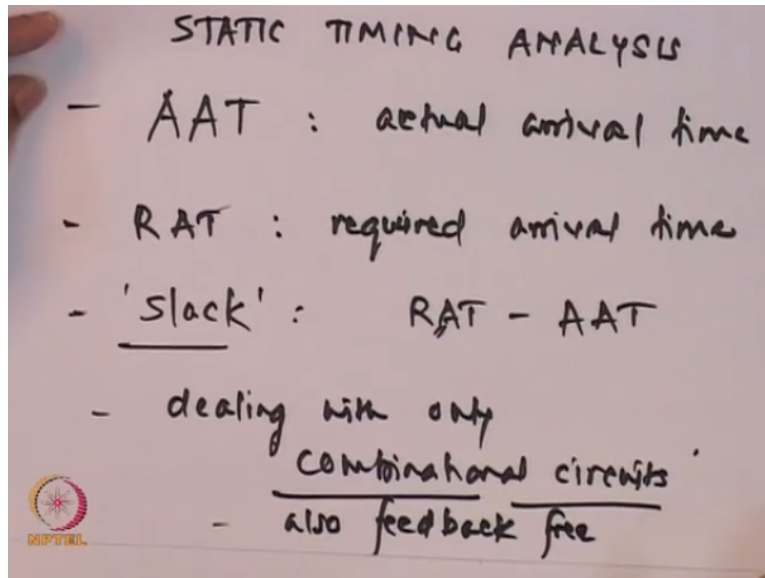 STATIC TIMING ANALYSIS
- AAT : actual arrival time
- RAT : required arrival time
- 'Slack' : RAT - AAT
- dealing with only
combinational circuits
- also feedback free
NPTEL